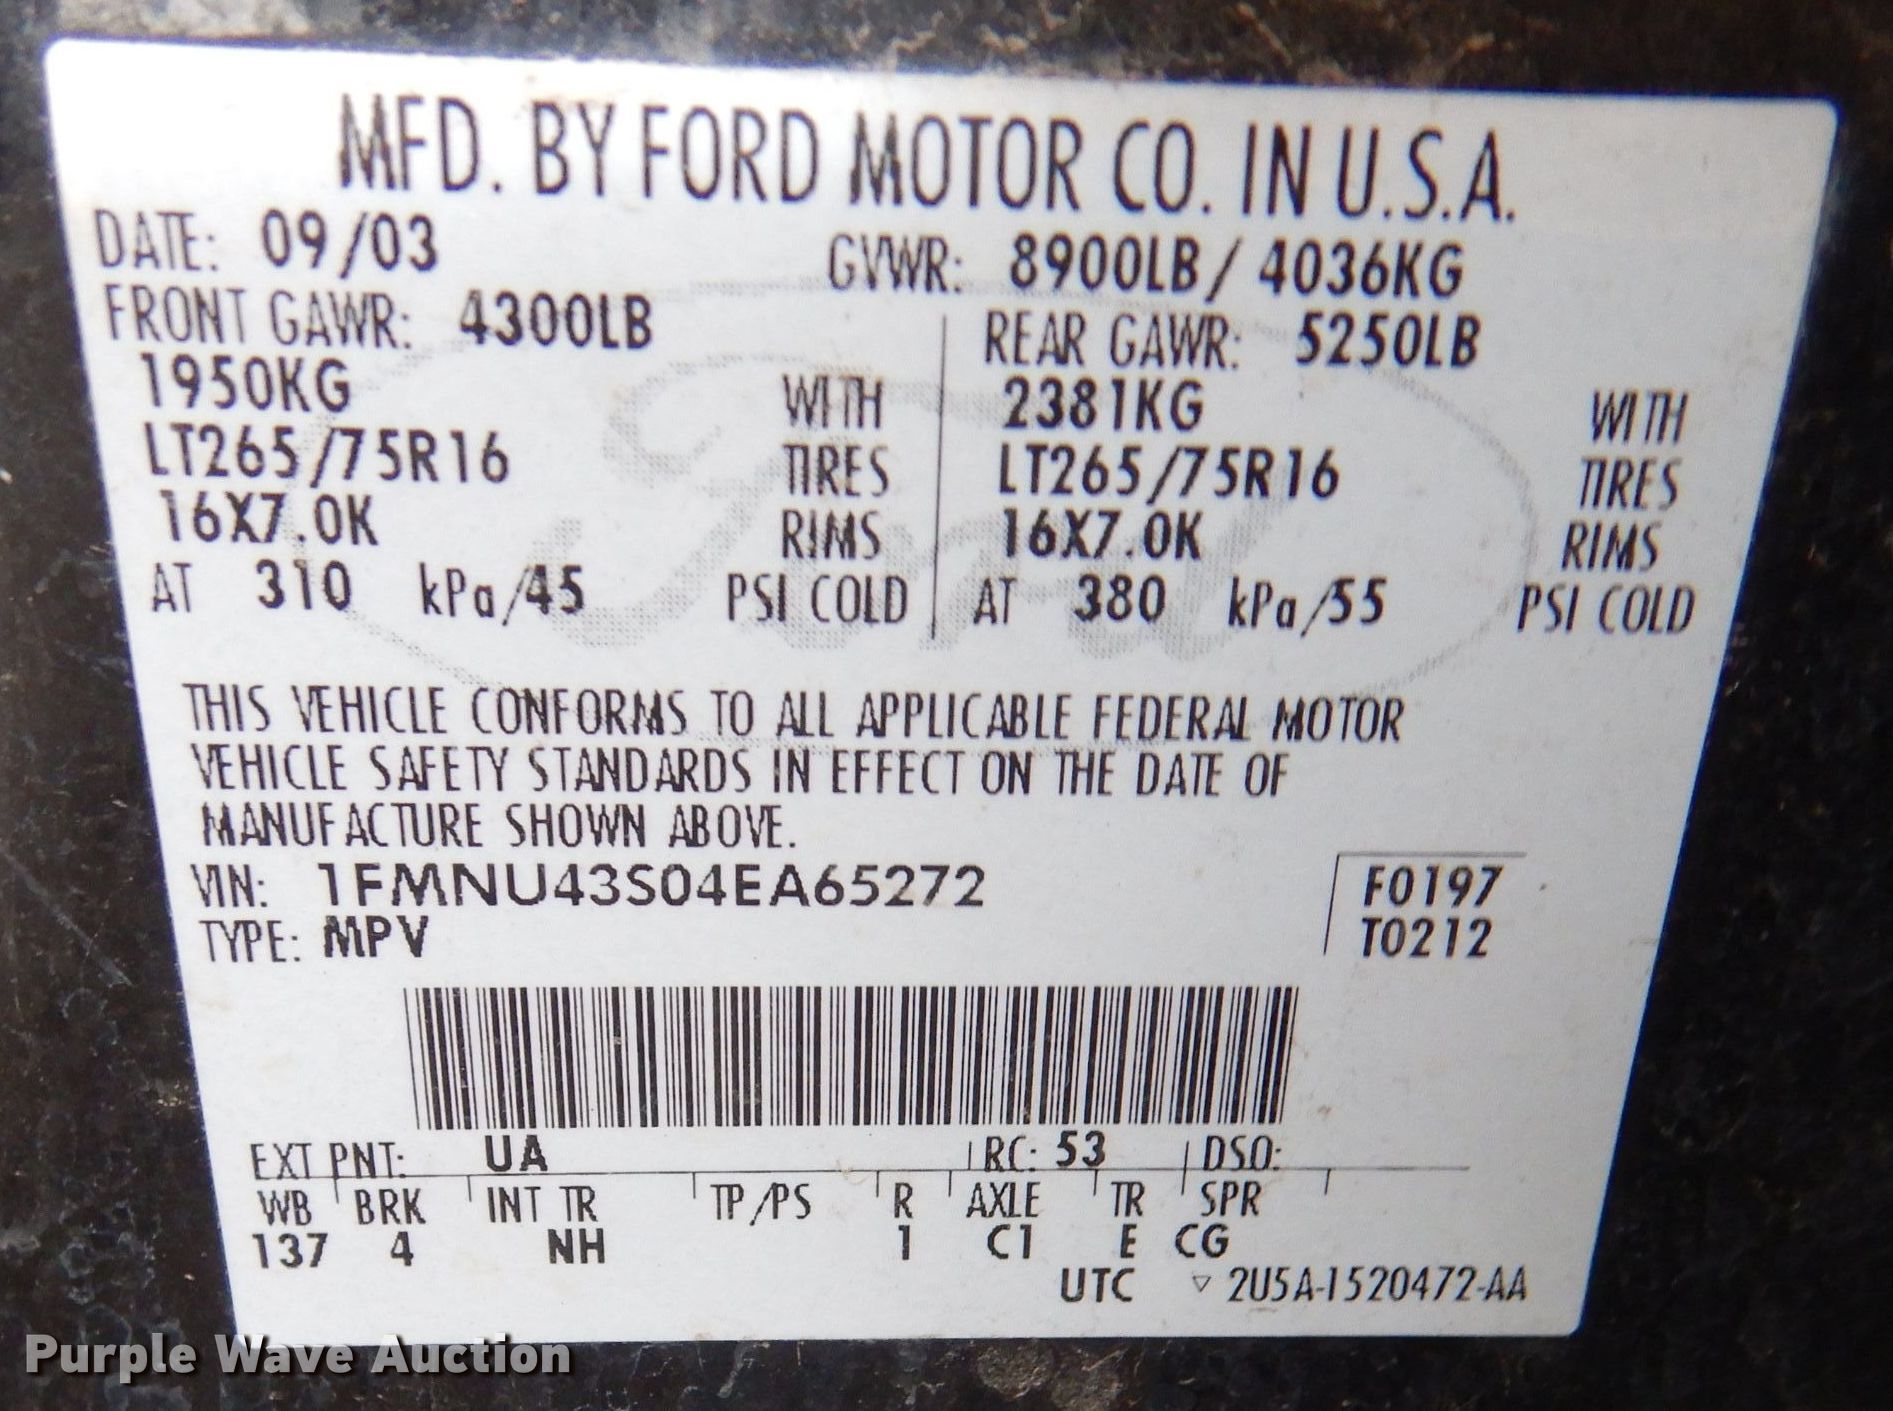 MFD. BY FORD MOTOR CO. IN U.S.A.
DATE: 09/03 GVWR: 8900LB/ 4036KG
FRONT GAWR: 4300LB REAR GAWR: 5250LB
1950KG WITH 2381KG WITH
LT265/75R16 TIRES LT265/75R16 TIRES
16X7.0K RIMS 16X7.0K RIMS
AT 310 kPa/45 PSI COLD AT 380 kPa/55 PSI COLD
Ford
THIS VEHICLE CONFORMS TO ALL APPLICABLE FEDERAL MOTOR
VEHICLE SAFETY STANDARDS IN EFFECT ON THE DATE OF
MANUFACTURE SHOWN ABOVE.
VIN: 1FMNU43S04EA65272 F0197
TYPE: MPV T0212
EXT PNT: UA RC: 53 DSO:
WB BRK INT TR TP/PS R AXLE TR SPR
137 4 NH 1 C1 E CG
UTC ▽ 2U5A-1520472-AA
Purple Wave Auction